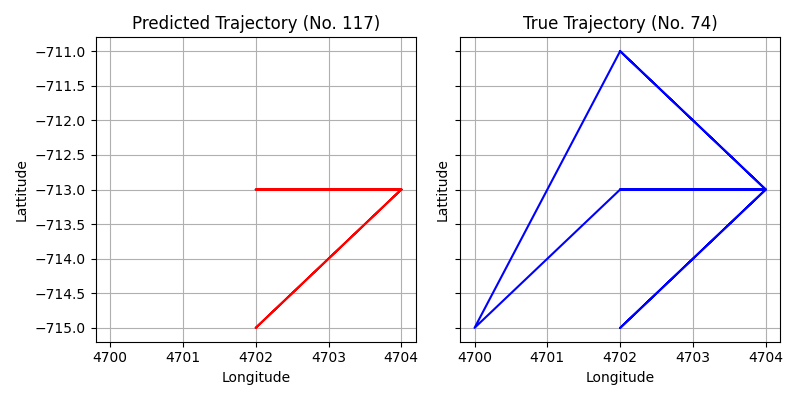 Predicted Trajectory (No. 117)
True Trajectory (No. 74)
−711.0
−711.5
−712.0
−712.5
−713.0
−713.5
−714.0
−714.5
−715.0
Lattitude
Lattitude
4700 4701 4702 4703 4704
4700 4701 4702 4703 4704
Longitude
Longitude